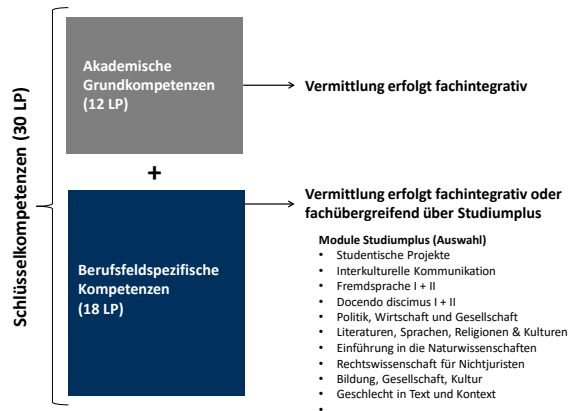 Schlüsselkompetenzen (30 LP)
Akademische
Grundkompetenzen
(12 LP)
Vermittlung erfolgt fachintegrativ
+
Berufsfeldspezifische
Kompetenzen
(18 LP)
Vermittlung erfolgt fachintegrativ oder
fachübergreifend über Studiumplus
Module Studiumplus (Auswahl)
• Studentische Projekte
• Interkulturelle Kommunikation
• Fremdsprache I + II
• Docendo discimus I + II
• Politik, Wirtschaft und Gesellschaft
• Literaturen, Sprachen, Religionen & Kulturen
• Einführung in die Naturwissenschaften
• Rechtswissenschaft für Nichtjuristen
• Bildung, Gesellschaft, Kultur
• Geschlecht in Text und Kontext
•